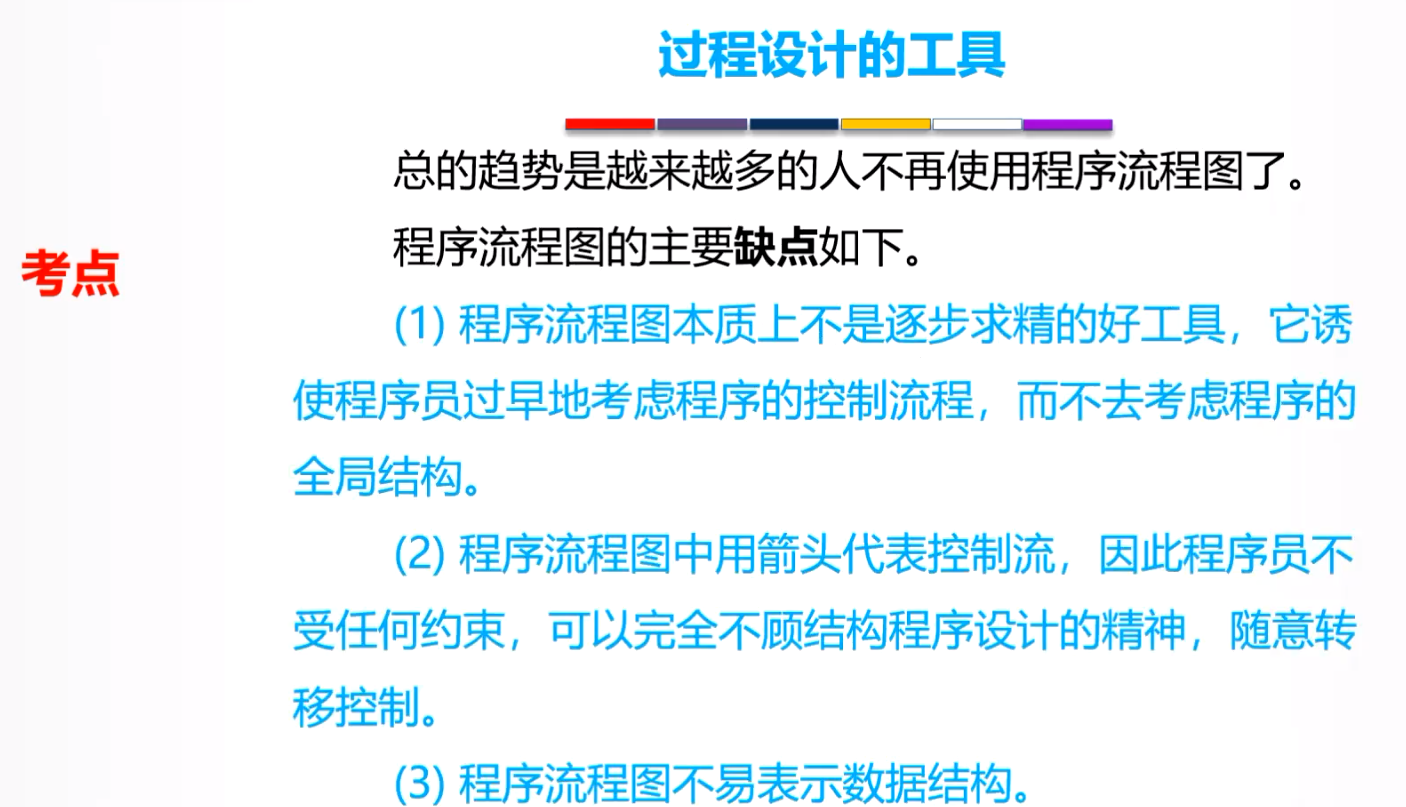 过程设计的工具
总的趋势是越来越多的人不再使用程序流程图了。
程序流程图的主要缺点如下。
考点
(1) 程序流程图本质上不是逐步求精的好工具，它诱
使程序员过早地考虑程序的控制流程，而不去考虑程序的
全局结构。
(2) 程序流程图中用箭头代表控制流，因此程序员不
受任何约束，可以完全不顾结构程序设计的精神，随意转
移控制。
(3) 程序流程图不易表示数据结构。